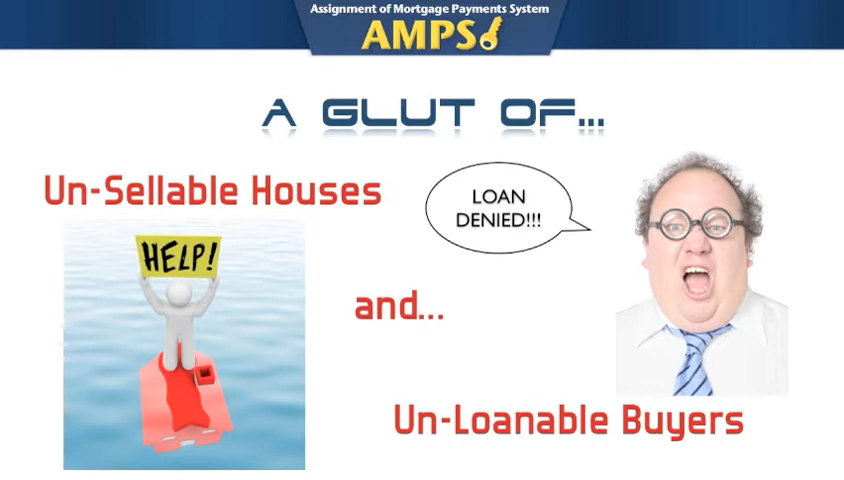 Assignment of Mortgage Payments System
AMPS
A GLUT OF...
Un-Sellable Houses
LOAN
DENIED!!!
HELP!
and...
Un-Loanable Buyers